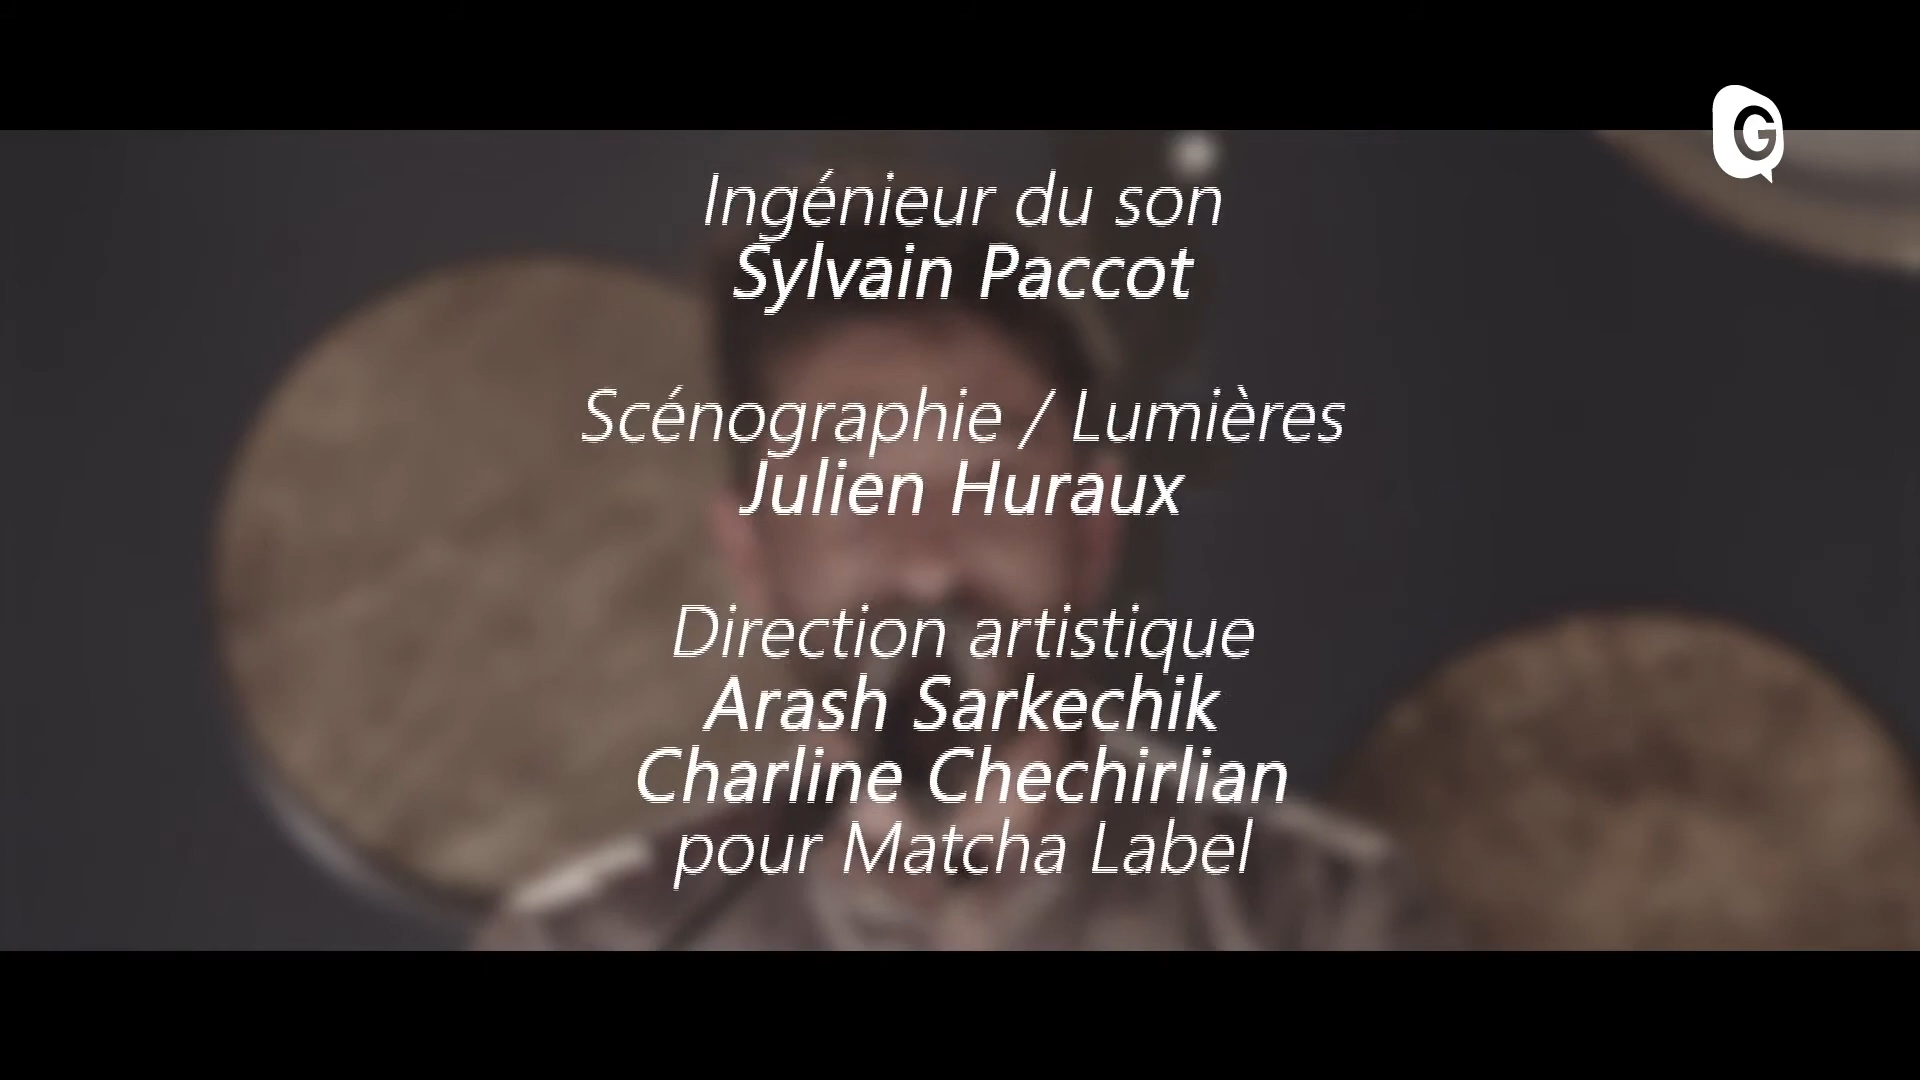 G
Ingénieur du son
Sylvain Paccot
Scénographie / Lumières
Julien Huraux
Direction artistique
Arash Sarkechik
Charline Chechirlian
pour Matcha Label